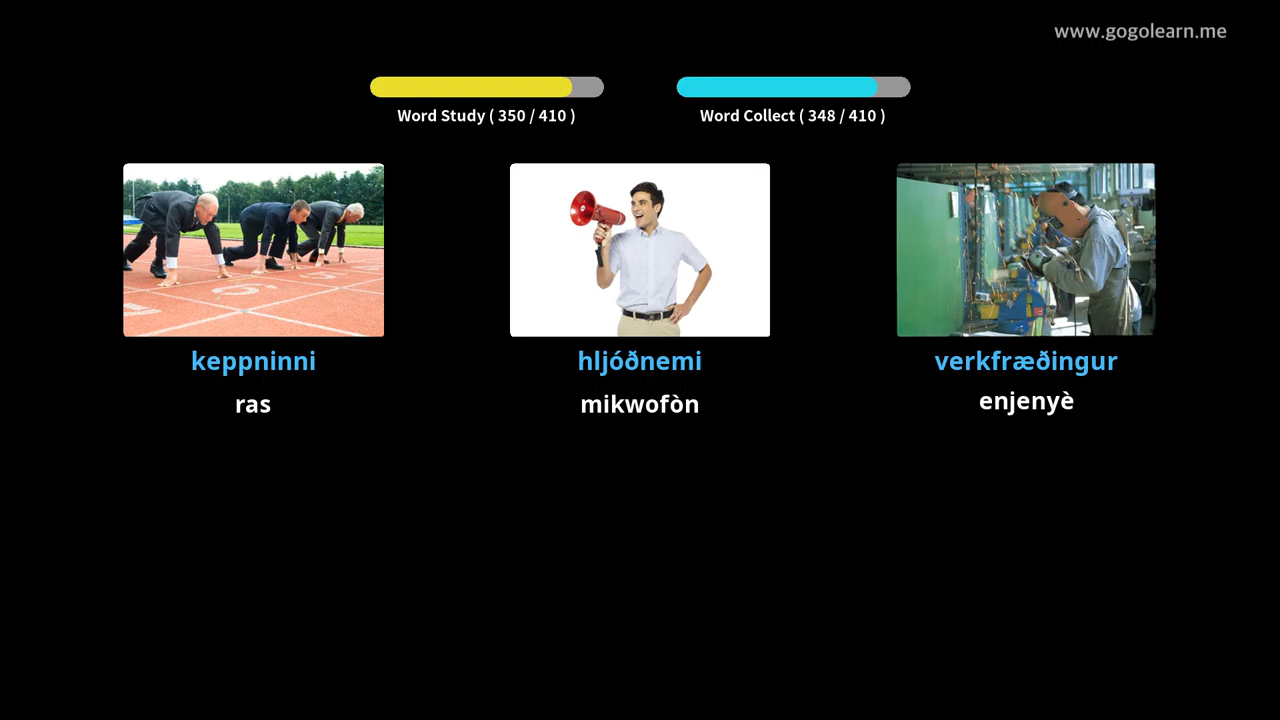 www.gogolearn.me
Word Study ( 350 / 410 )
Word Collect ( 348 / 410 )
keppninni
hljóðnemi
verkfræðingur
ras
mikwofòn
enjenyè